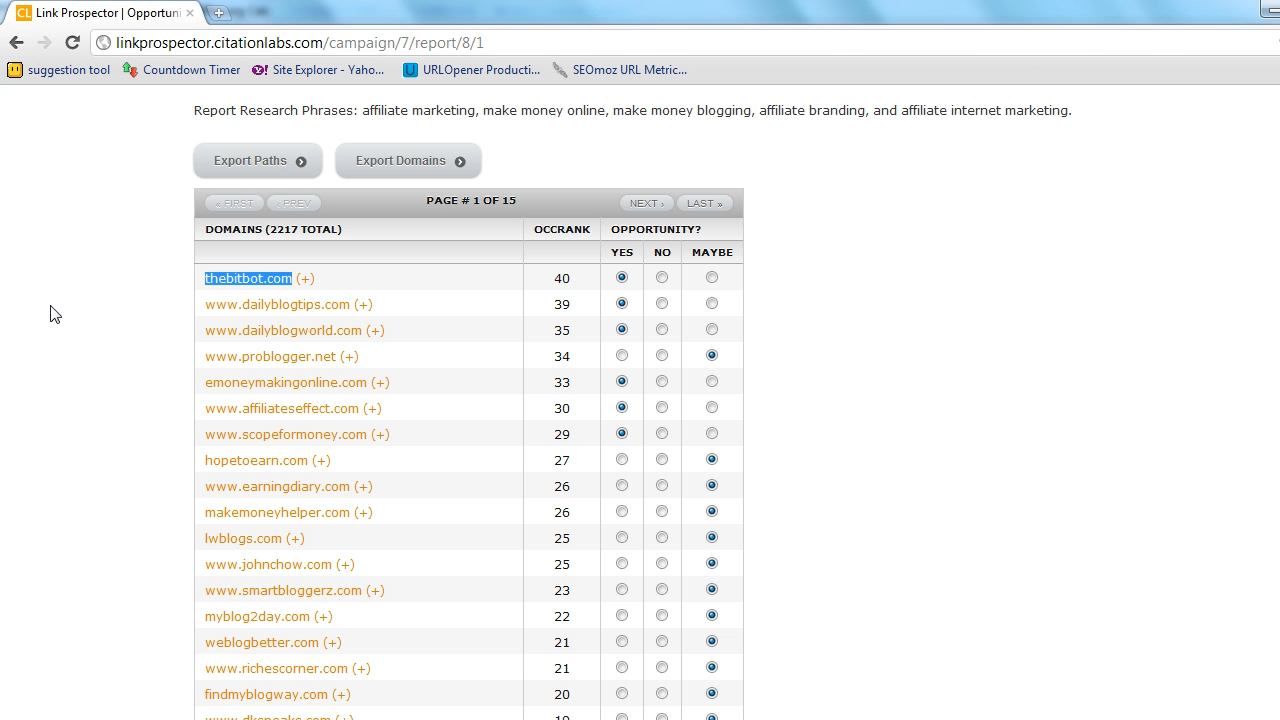 CL Link Prospector | Opportuni
linkprospector.citationlabs.com/campaign/7/report/8/1
suggestion tool Countdown Timer Y! Site Explorer - Yaho... U URLOpener Producti... SEOmoz URL Metric...
Report Research Phrases: affiliate marketing, make money online, make money blogging, affiliate branding, and affiliate internet marketing.
Export Paths Export Domains
« FIRST ‹ PREV PAGE # 1 OF 15 NEXT › LAST »
DOMAINS (2217 TOTAL) OCCRANK OPPORTUNITY?
YES NO MAYBE
thebitbot.com (+) 40
www.dailyblogtips.com (+) 39
www.dailyblogworld.com (+) 35
www.problogger.net (+) 34
emoneymakingonline.com (+) 33
www.affiliateseffect.com (+) 30
www.scopeformoney.com (+) 29
hopetoearn.com (+) 27
www.earningdiary.com (+) 26
makemoneyhelper.com (+) 26
lwblogs.com (+) 25
www.johnchow.com (+) 25
www.smartbloggerz.com (+) 23
myblog2day.com (+) 22
weblogbetter.com (+) 21
www.richescorner.com (+) 21
findmyblogway.com (+) 20
www.dkspeaks.com (+) 19